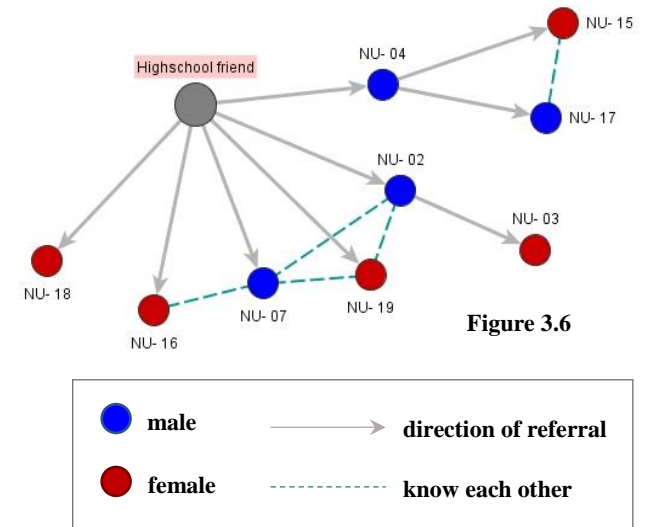 NU- 15
NU- 04
Highschool friend
NU- 17
NU- 02
NU- 03
NU- 18
NU- 19
NU- 07
Figure 3.6
NU- 16
male
direction of referral
female
know each other